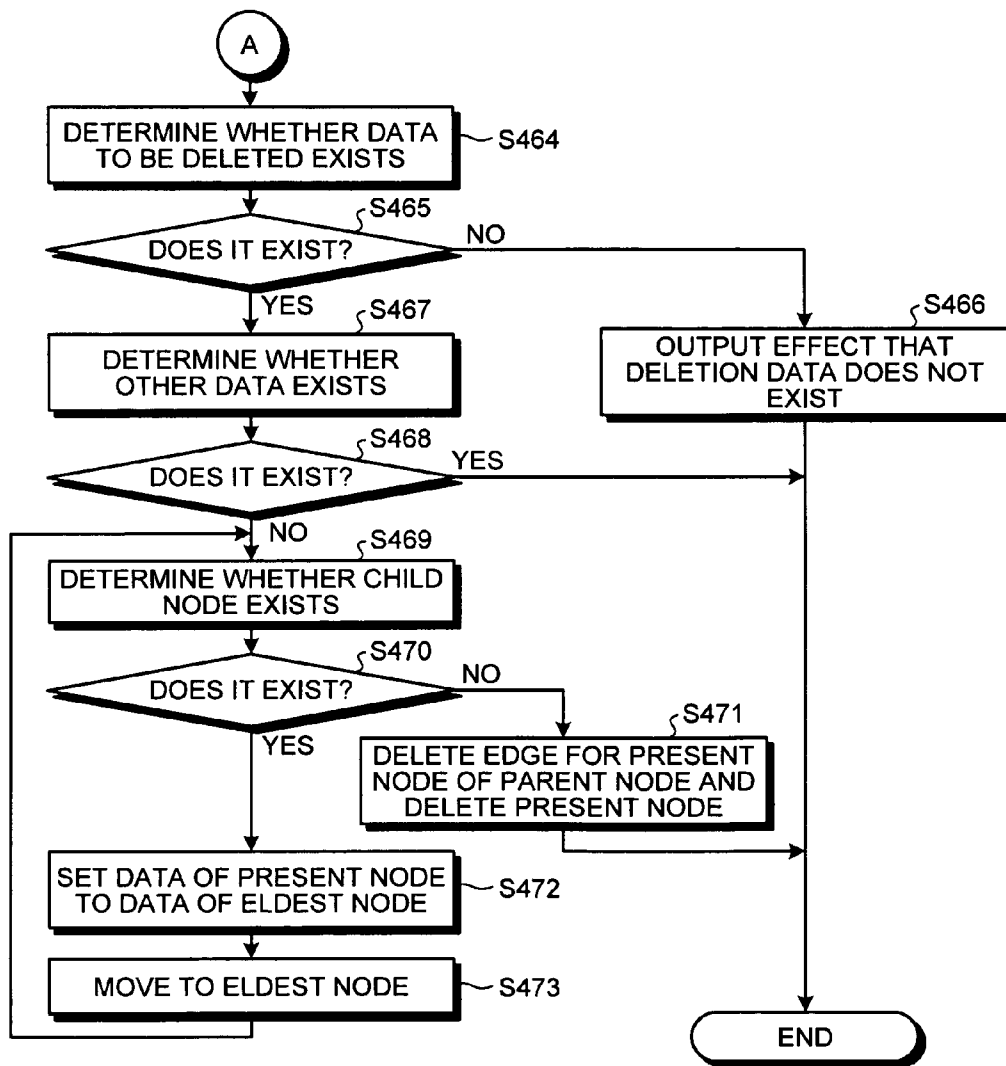 A
DETERMINE WHETHER DATA
TO BE DELETED EXISTS
S464
S465
DOES IT EXIST?
NO
YES
S467
DETERMINE WHETHER
OTHER DATA EXISTS
S466
OUTPUT EFFECT THAT
DELETION DATA DOES NOT
EXIST
S468
DOES IT EXIST?
YES
NO
S469
DETERMINE WHETHER CHILD
NODE EXISTS
S470
DOES IT EXIST?
NO
YES
S471
DELETE EDGE FOR PRESENT
NODE OF PARENT NODE AND
DELETE PRESENT NODE
SET DATA OF PRESENT NODE
TO DATA OF ELDEST NODE
S472
MOVE TO ELDEST NODE
S473
END